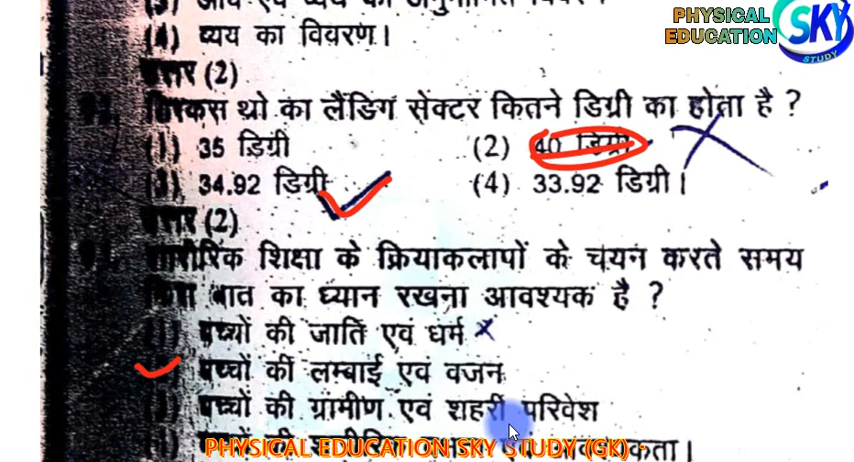 (4) व्यय का विवरण।
PHYSICAL
EDUCATION
SKY
STUDY
उत्तर (2)
डिस्कस थ्रो का लैंडिग सेक्टर कितने डिग्री का होता है ?
(1) 35 डिग्री (2) 40 डिग्री
(3) 34.92 डिग्री (4) 33.92 डिग्री।
उत्तर (2)
शारीरिक शिक्षा के क्रियाकलापों के चयन करते समय
किस बात का ध्यान रखना आवश्यक है ?
(1) बच्चों की जाति एवं धर्म
बच्चों की लम्बाई एवं वजन
(3) बच्चों की ग्रामीण एवं शहरी परिवेश
PHYSICAL EDUCATION SKY STUDY (GK)